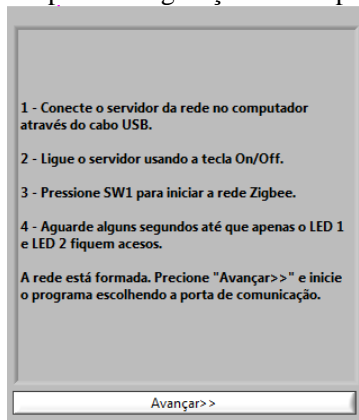 1 - Conecte o servidor da rede no computador
através do cabo USB.
2 - Ligue o servidor usando a tecla On/Off.
3 - Pressione SW1 para iniciar a rede Zigbee.
4 - Aguarde alguns segundos até que apenas o LED 1
e LED 2 fiquem acesos.
A rede está formada. Precione "Avançar>>" e inicie
o programa escolhendo a porta de comunicação.
Avançar>>